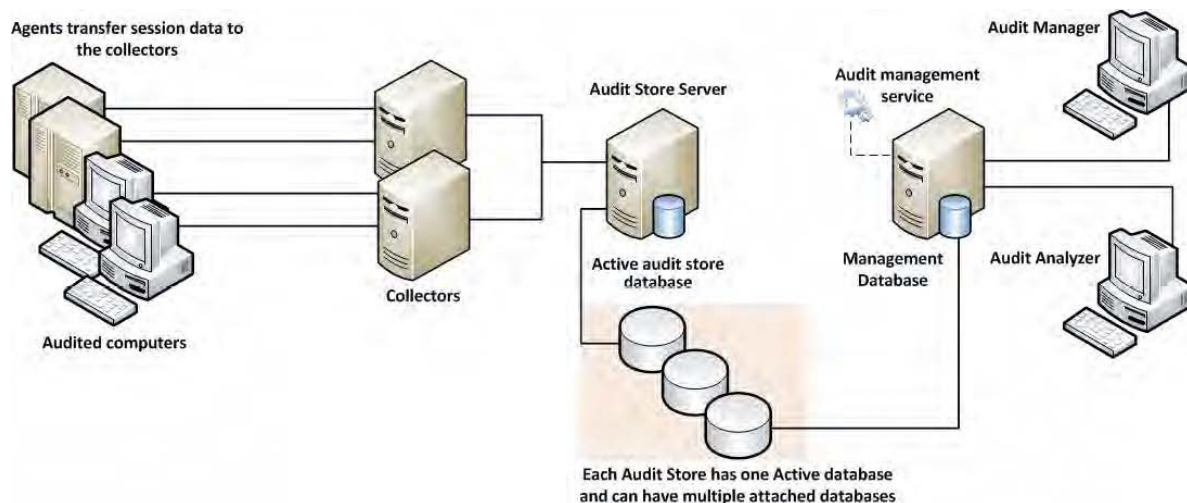 Agents transfer session data to
the collectors
Audited computers
Collectors
Audit Store Server
Active audit store
database
Each Audit Store has one Active database
and can have multiple attached databases
Audit management
service
Management
Database
Audit Manager
Audit Analyzer